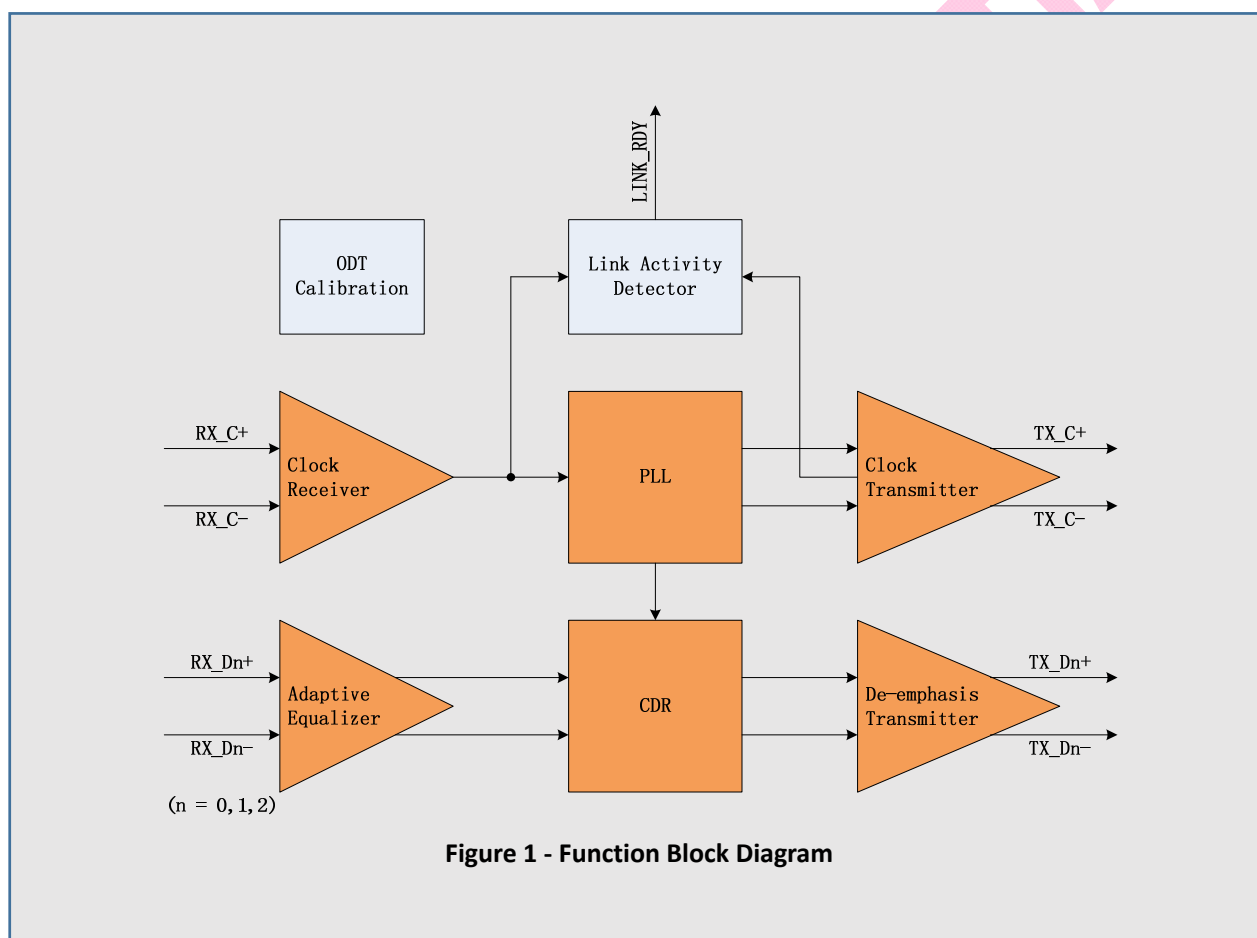 LINK_RDY
ODT
Calibration
Link Activity
Detector
RX_C+
Clock
Receiver
RX_C-
PLL
Clock
Transmitter
TX_C+
TX_C-
RX_Dn+
Adaptive
Equalizer
RX_Dn-
CDR
De-emphasis
Transmitter
TX_Dn+
TX_Dn-
(n = 0,1,2)
Figure 1 - Function Block Diagram